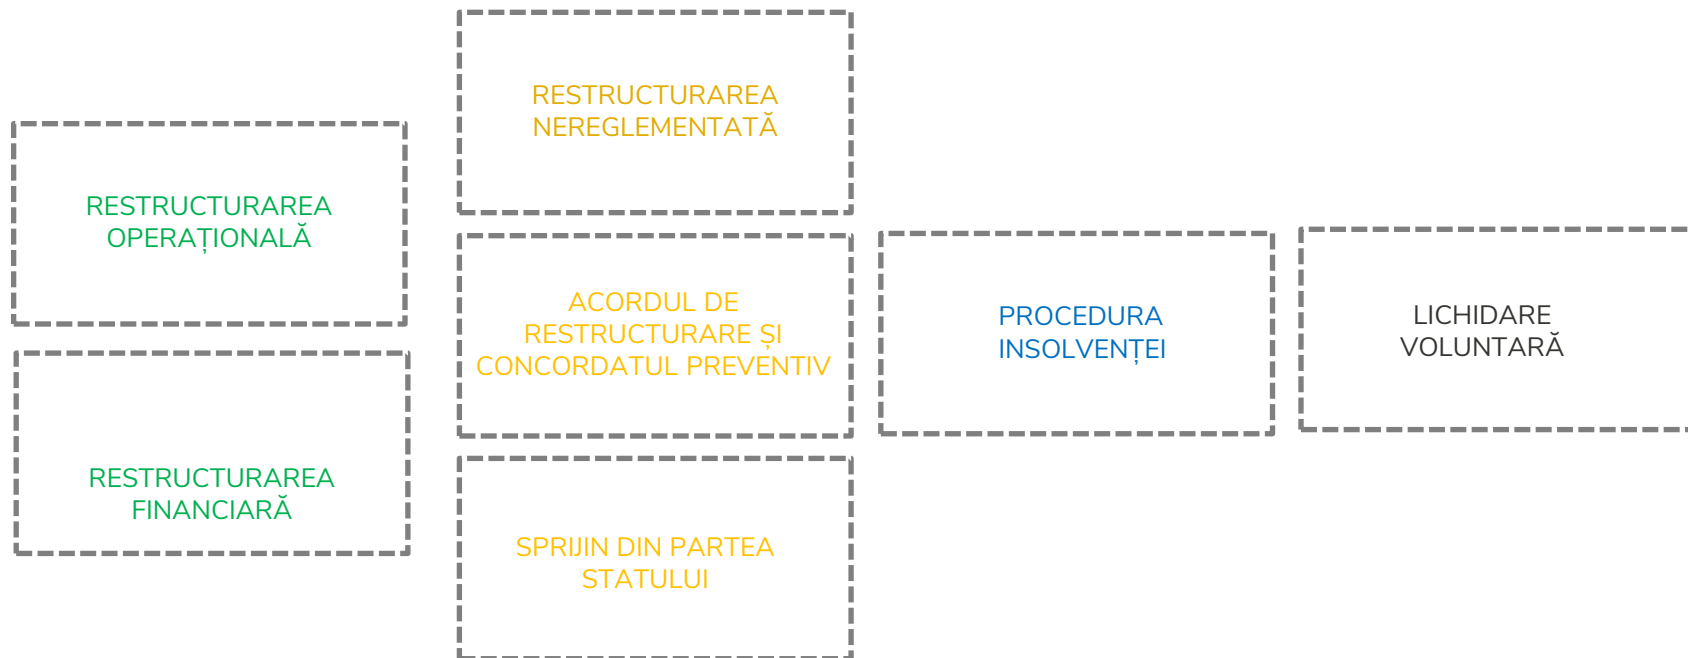 RESTRUCTURAREA
OPERAȚIONALĂ
RESTRUCTURAREA
FINANCIARĂ
RESTRUCTURAREA
NEREGLEMENTATĂ
ACORDUL DE
RESTRUCTURARE ȘI
CONCORDATUL PREVENTIV
SPRIJIN DIN PARTEA
STATULUI
PROCEDURA
INSOLVENȚEI
LICHIDARE
VOLUNTARĂ